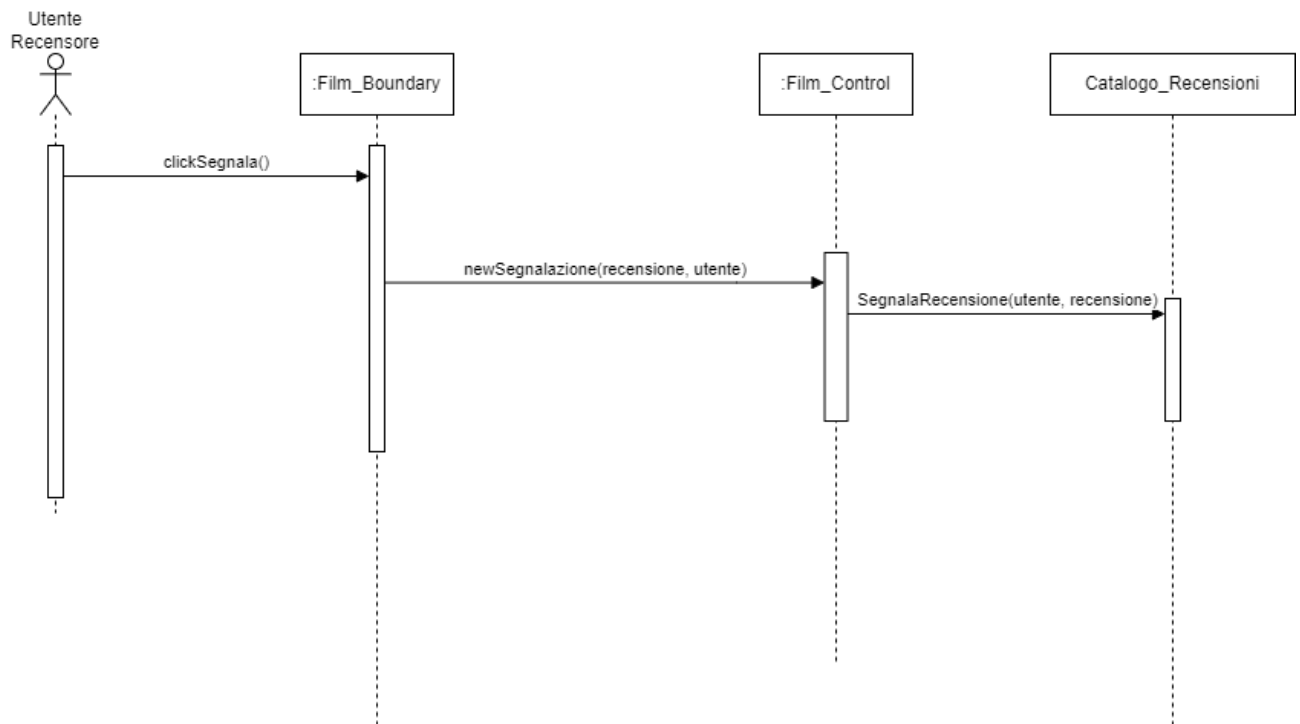 Utente
Recensore
:Film_Boundary
:Film_Control
Catalogo_Recensioni
clickSegnala()
newSegnalazione(recensione, utente)
SegnalaRecensione(utente, recensione)